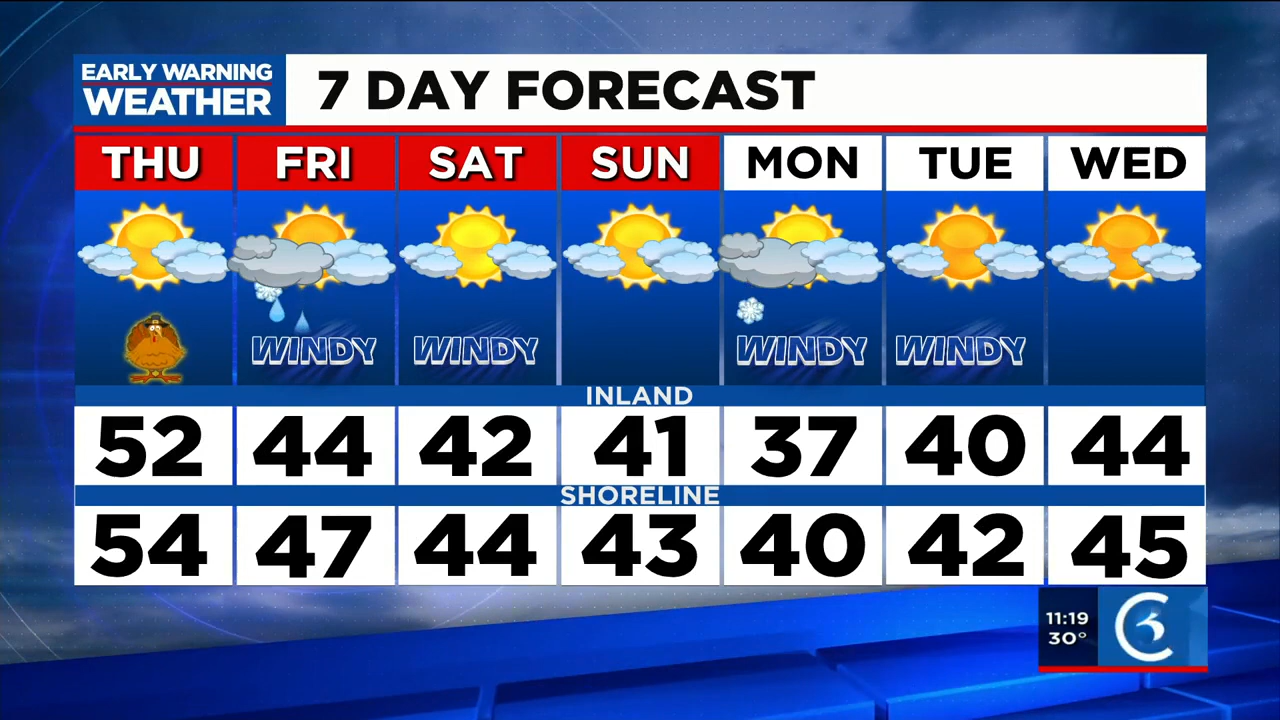 EARLY WARNING
WEATHER
7 DAY FORECAST
THU FRI SAT SUN MON TUE WED
WINDY WINDY WINDY WINDY
INLAND
52 44 42 41 37 40 44
SHORELINE
54 47 44 43 40 42 45
11:19
30°
3